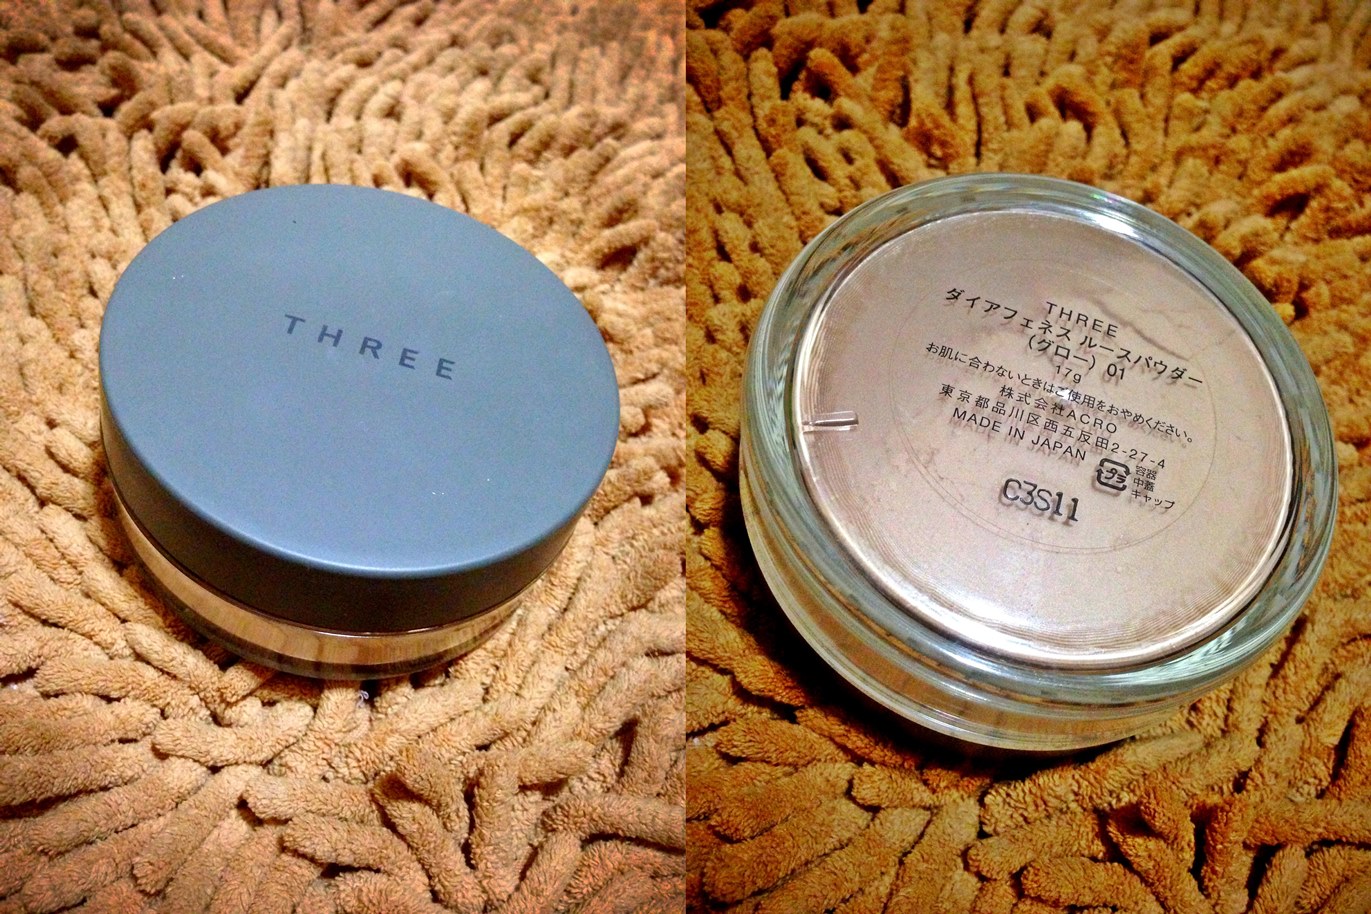 THREE
THREE
ダイアフェネス ルースパウダー
(グロー) 01
17g
お肌に合わないときはご使用をおやめください。
株式会社ACRO
東京都品川区西五反田2-27-4
MADE IN JAPAN
プラ
容器
中蓋
キャップ
C3S11